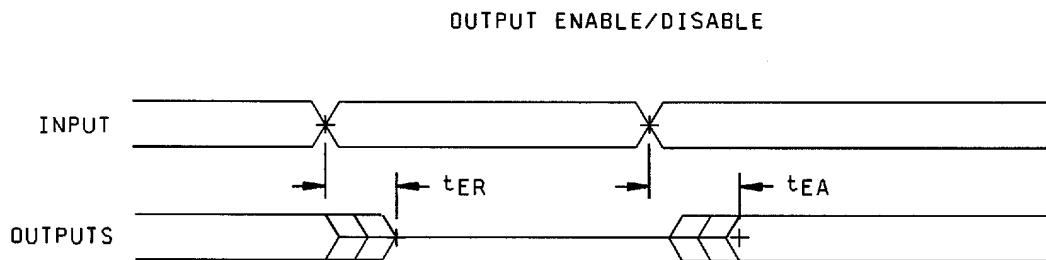 OUTPUT ENABLE/DISABLE
INPUT
tER
tEA
OUTPUTS